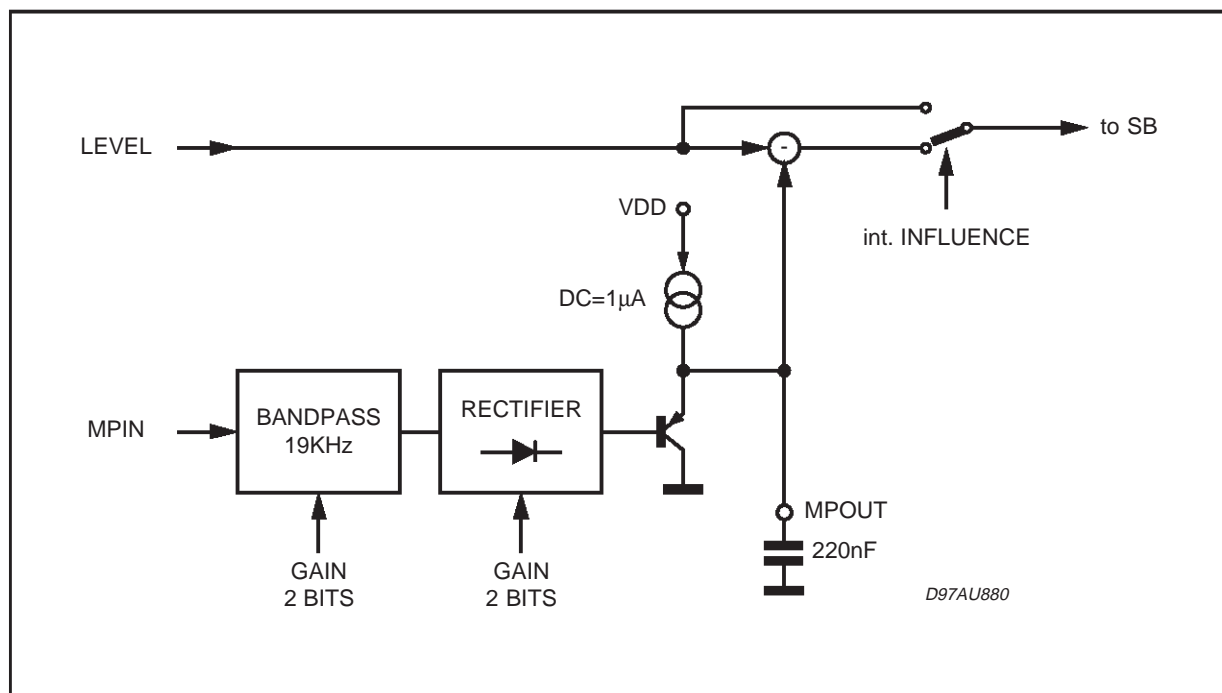 LEVEL
-
to SB
VDD
int. INFLUENCE
DC=1μA
MPIN
BANDPASS
19KHz
RECTIFIER
MPOUT
220nF
GAIN
2 BITS
GAIN
2 BITS
D97AU880